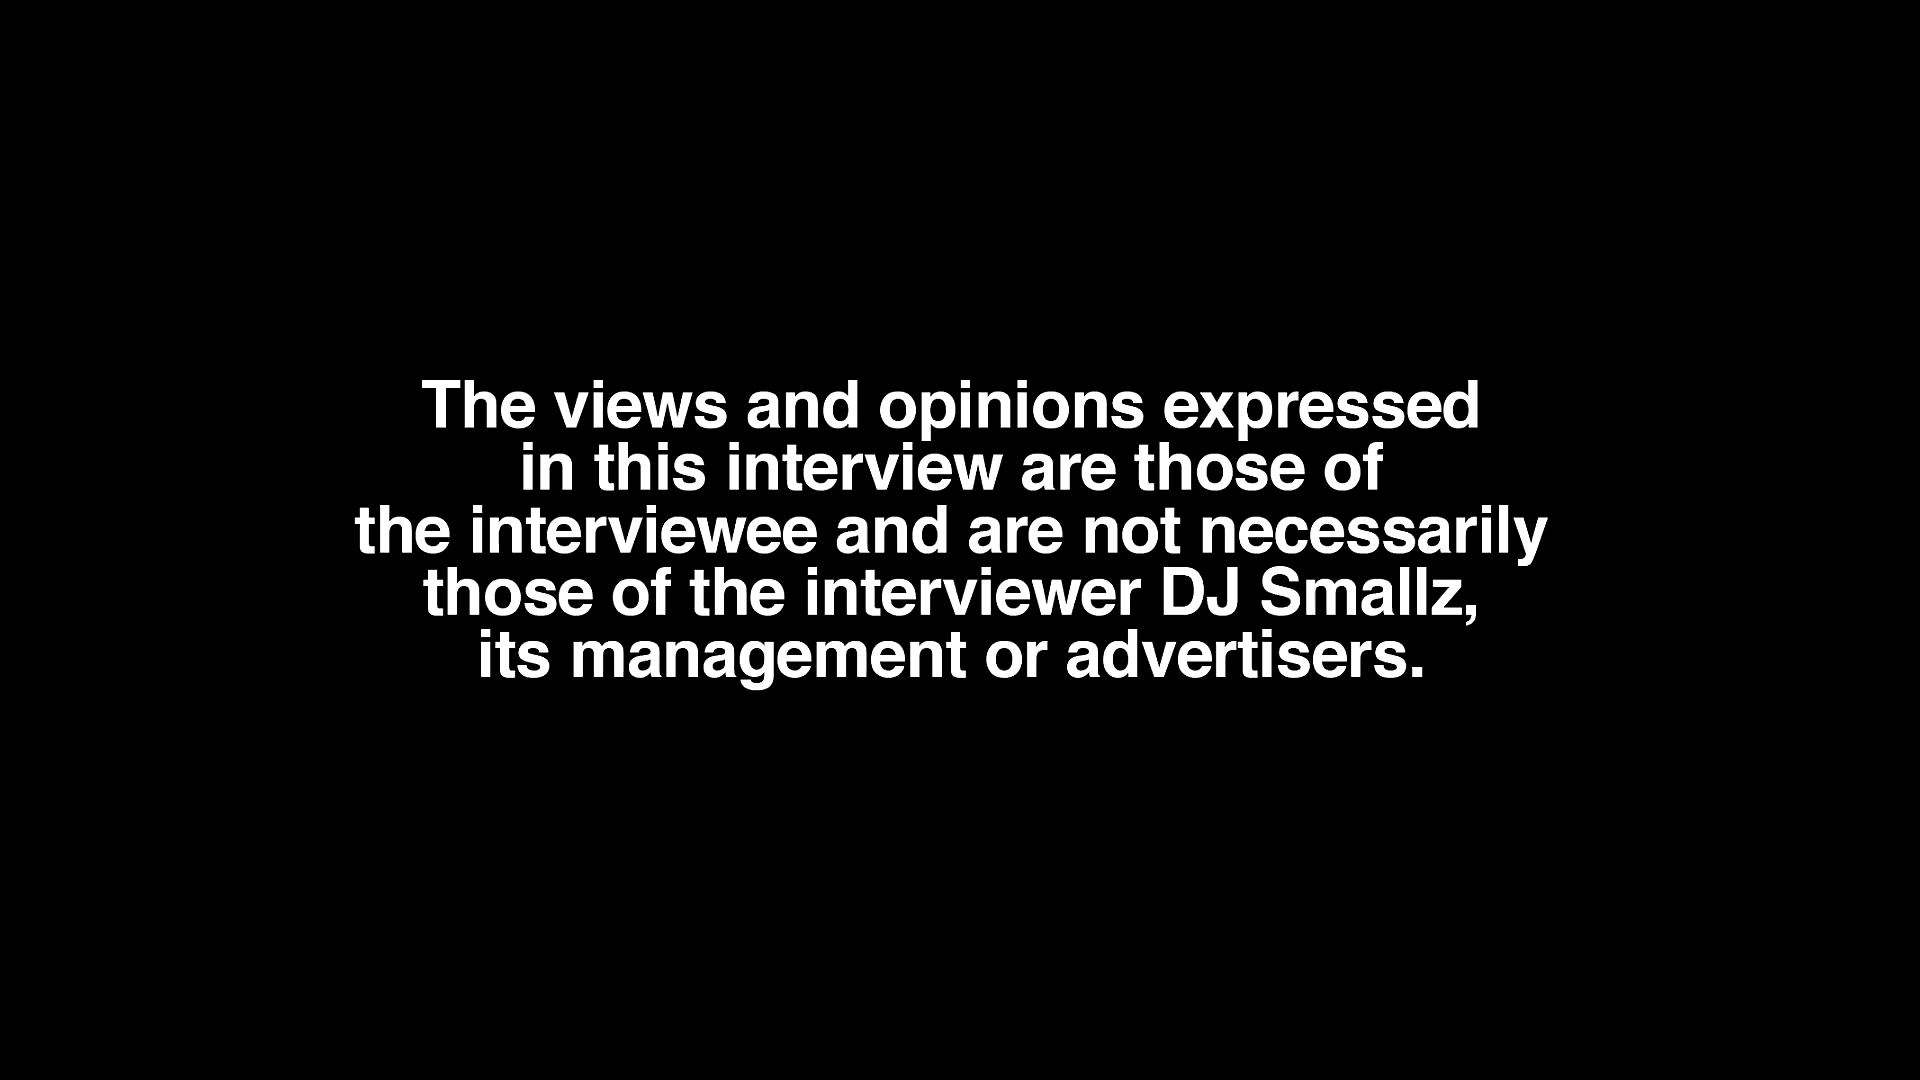 The views and opinions expressed
in this interview are those of
the interviewee and are not necessarily
those of the interviewer DJ Smallz,
its management or advertisers.